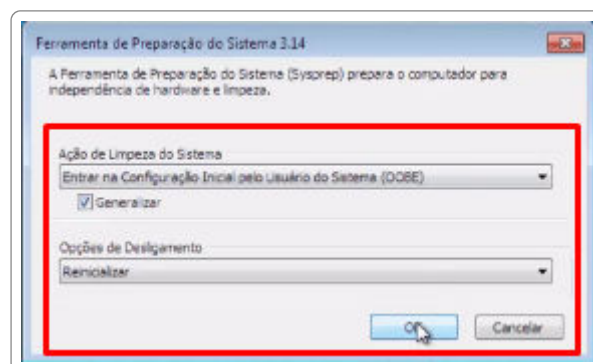 Ferramenta de Preparação do Sistema 3.14
A Ferramenta de Preparação do Sistema (Sysprep) prepara o computador para
independência de hardware e limpeza.
Ação de Limpeza do Sistema
Entrar na Configuração Inicial pelo Usuário do Sistema (OOBE)
Generalizar
Opções de Desligamento
Reinicializar
OK Cancelar